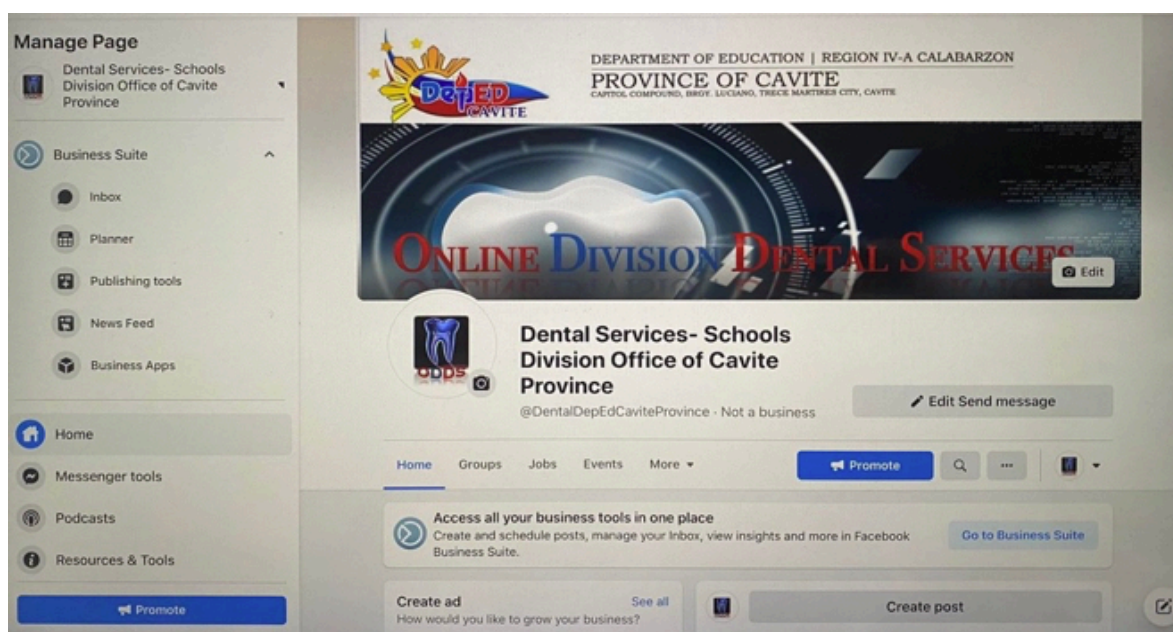 Manage Page
Dental Services- Schools
Division Office of Cavite
Province
Business Suite
Inbox
Planner
Publishing tools
News Feed
Business Apps
Home
Messenger tools
Podcasts
Resources & Tools
Promote
DepED
CAVITE
DEPARTMENT OF EDUCATION | REGION IV-A CALABARZON
PROVINCE OF CAVITE
CAPITOL COMPOUND, BRGY. LUCIANO, TRECE MARTIRES CITY, CAVITE
ONLINE DIVISION DENTAL SERVICES
Edit
ODDS
Dental Services- Schools
Division Office of Cavite
Province
@DentalDepEdCaviteProvince · Not a business
Edit Send message
Home Groups Jobs Events More
Promote
Access all your business tools in one place
Create and schedule posts, manage your Inbox, view insights and more in Facebook
Business Suite.
Go to Business Suite
Create ad See all
How would you like to grow your business?
Create post